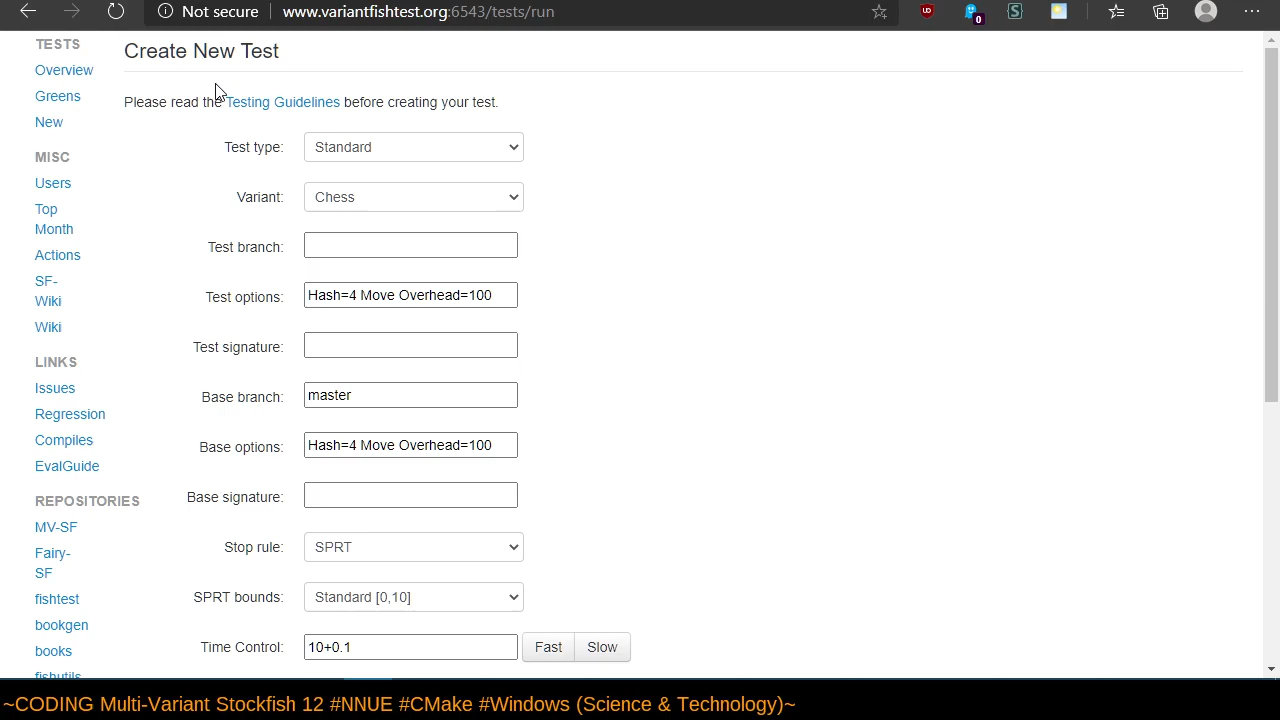 Not secure www.variantfishtest.org:6543/tests/run
0
TESTS
Overview
Greens
New
MISC
Users
Top
Month
Actions
SF-
Wiki
Wiki
LINKS
Issues
Regression
Compiles
EvalGuide
REPOSITORIES
MV-SF
Fairy-
SF
fishtest
bookgen
books
fishutils
Create New Test
Please read the Testing Guidelines before creating your test.
Test type: Standard
Variant: Chess
Test branch:
Test options: Hash=4 Move Overhead=100
Test signature:
Base branch: master
Base options: Hash=4 Move Overhead=100
Base signature:
Stop rule: SPRT
SPRT bounds: Standard [0,10]
Time Control: 10+0.1 Fast Slow
~CODING Multi-Variant Stockfish 12 #NNUE #CMake #Windows (Science & Technology)~